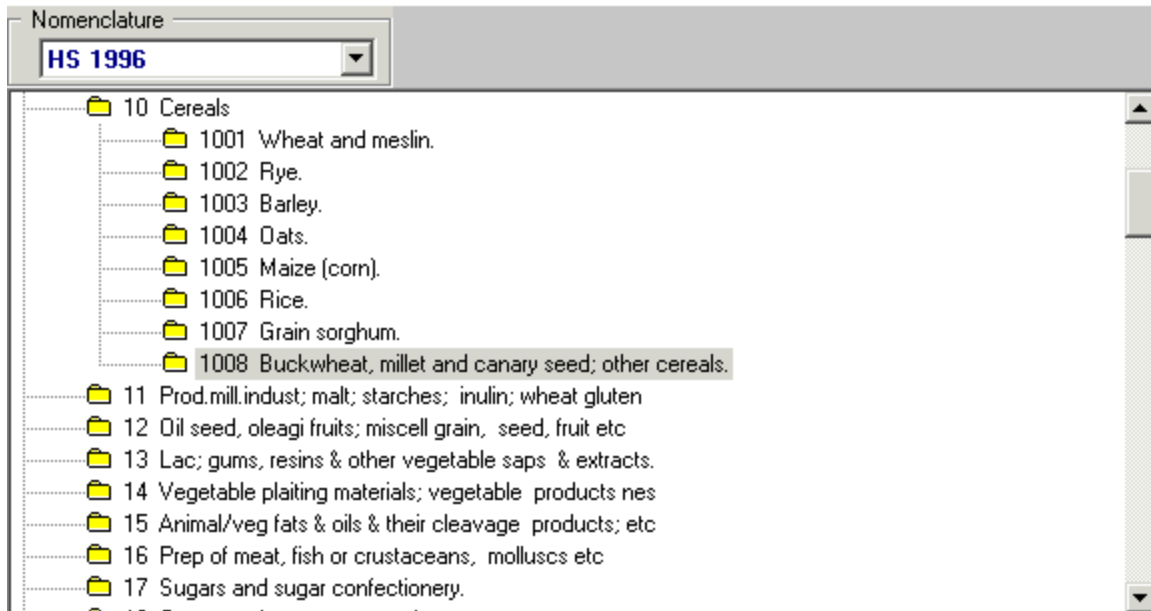 Nomenclature
HS 1996
10 Cereals
1001 Wheat and meslin.
1002 Rye.
1003 Barley.
1004 Oats.
1005 Maize (corn).
1006 Rice.
1007 Grain sorghum.
1008 Buckwheat, millet and canary seed; other cereals.
11 Prod.mill.indust; malt; starches; inulin; wheat gluten
12 Oil seed, oleagi fruits; miscell grain, seed, fruit etc
13 Lac; gums, resins & other vegetable saps & extracts.
14 Vegetable plaiting materials; vegetable products nes
15 Animal/veg fats & oils & their cleavage products; etc
16 Prep of meat, fish or crustaceans, molluscs etc
17 Sugars and sugar confectionery.